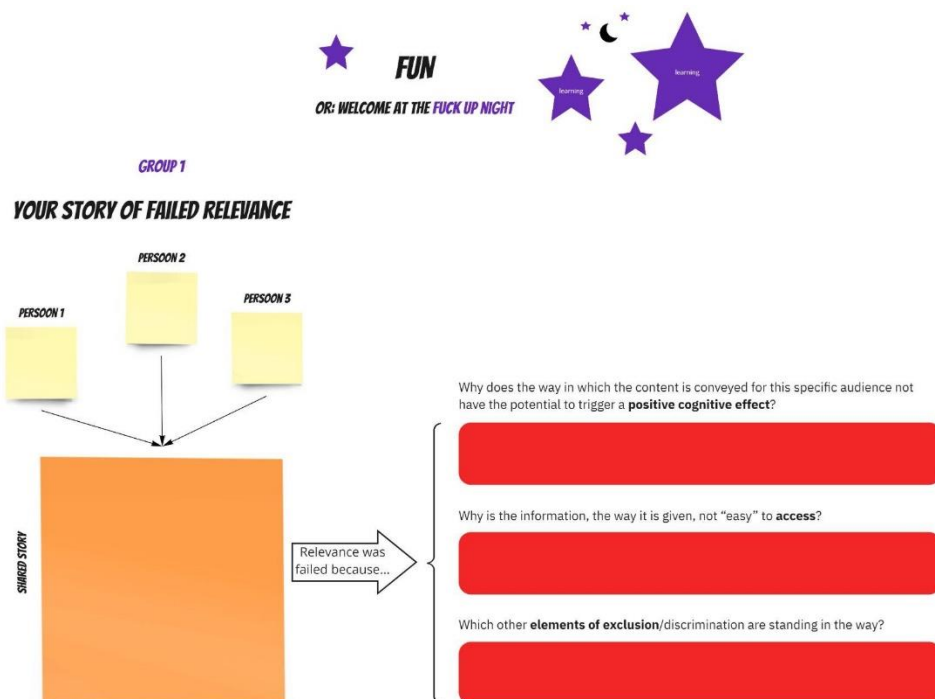 FUN
learning
learning
OR: WELCOME AT THE FUCK UP NIGHT
GROUP 1
YOUR STORY OF FAILED RELEVANCE
PERSOON 1
PERSOON 2
PERSOON 3
SHARED STORY
Relevance was
failed because...
Why does the way in which the content is conveyed for this specific audience not
have the potential to trigger a positive cognitive effect?
Why is the information, the way it is given, not “easy” to access?
Which other elements of exclusion/discrimination are standing in the way?